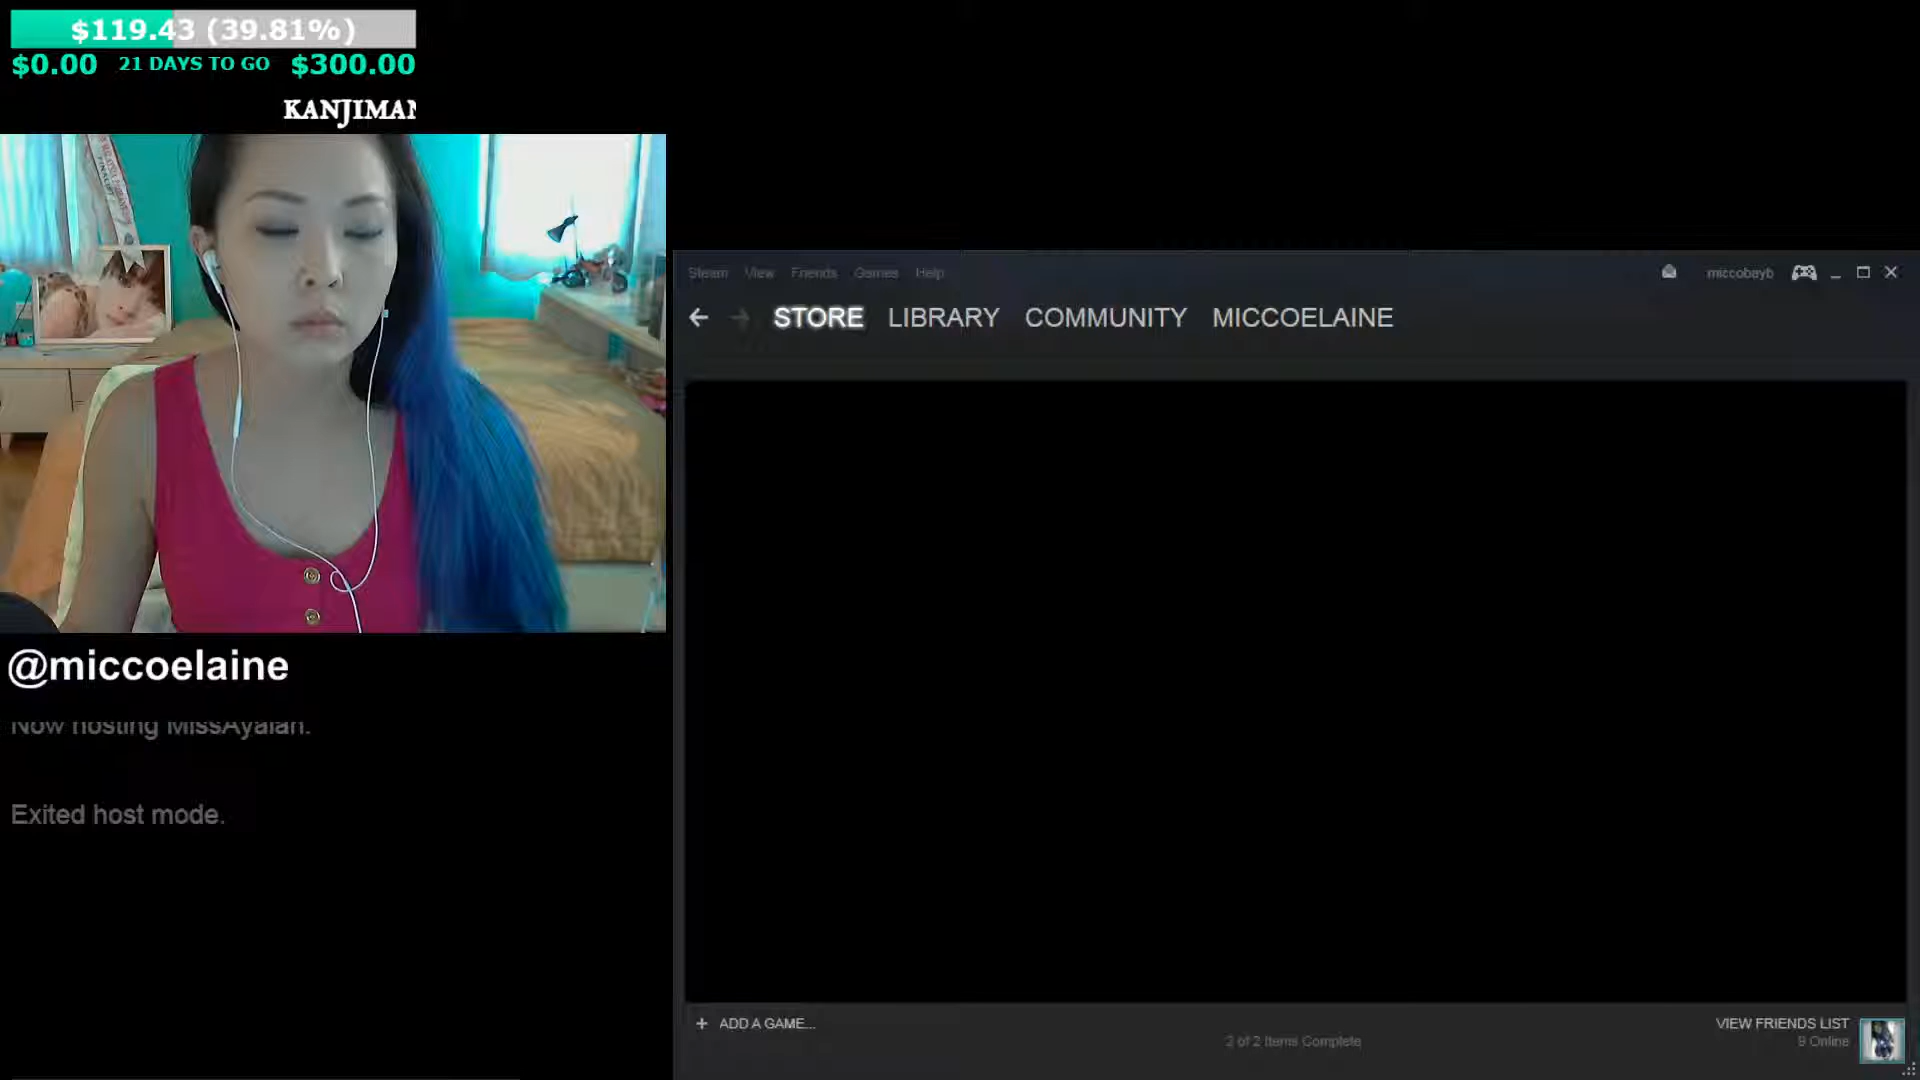 $119.43 (39.81%)
$0.00 21 DAYS TO GO $300.00
KANJIMAN
@miccoelaine
Now hosting MissAyalah.
Exited host mode.
Steam View Friends Games Help
miccobayb
STORE LIBRARY COMMUNITY MICCOELAINE
+ ADD A GAME...
2 of 2 Items Complete
VIEW FRIENDS LIST
9 Online